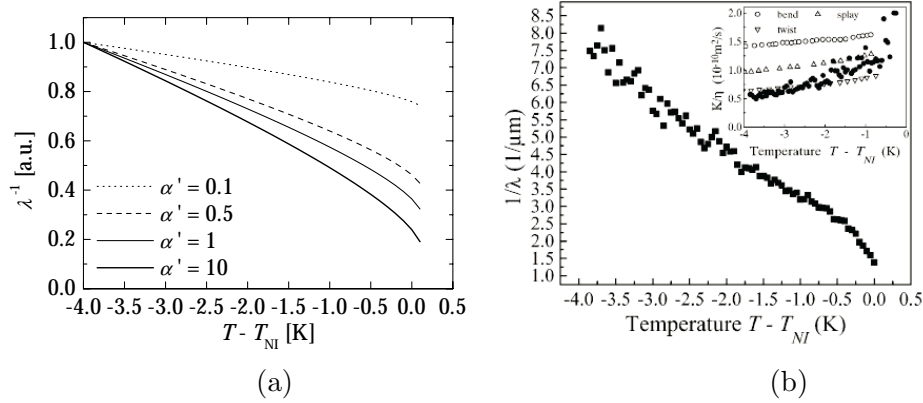 1.0
0.8
0.6
0.4
0.2
0.0
λ⁻¹ [a.u.]
α' = 0.1
α' = 0.5
α' = 1
α' = 10
-4.0 -3.5 -3.0 -2.5 -2.0 -1.5 -1.0 -0.5 0.0 0.5
T - T_NI [K]
(a)
8.5
8.0
7.5
7.0
6.5
6.0
5.5
5.0
4.5
4.0
3.5
3.0
2.5
2.0
1.5
1.0
1/λ (1/μm)
-4.0 -3.5 -3.0 -2.5 -2.0 -1.5 -1.0 -0.5 0.0 0.5
Temperature T - T_NI (K)
2.0
1.5
1.0
0.5
0.0
K/η (10⁻¹⁰m²/s)
bend splay
twist
-4 -3 -2 -1 0
Temperature T - T_NI (K)
(b)